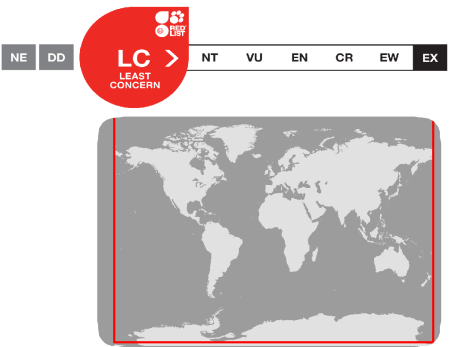 RED
LIST
NE DD LC > NT VU EN CR EW EX
LEAST
CONCERN